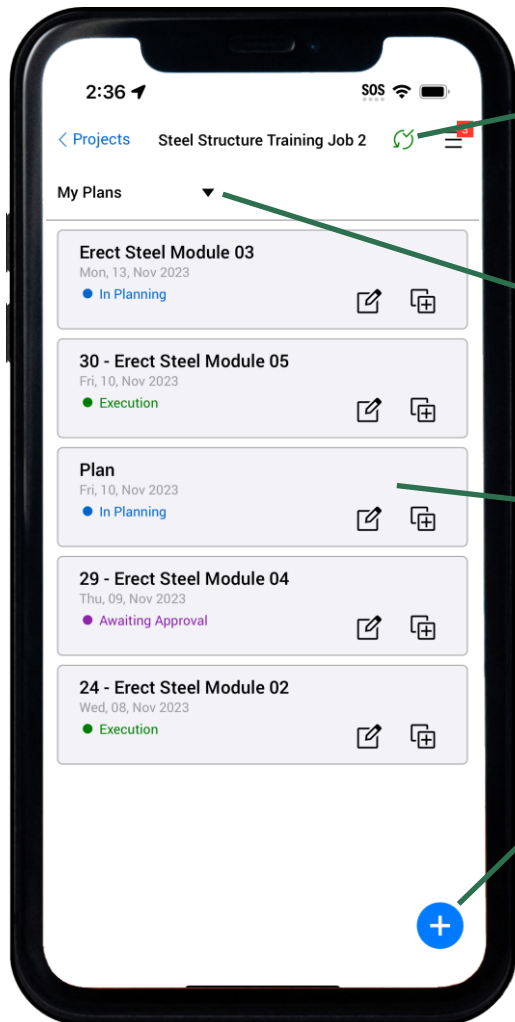 2:36
SOS
Projects Steel Structure Training Job 2
3
My Plans
Erect Steel Module 03
Mon, 13, Nov 2023
In Planning
30 - Erect Steel Module 05
Fri, 10, Nov 2023
Execution
Plan
Fri, 10, Nov 2023
In Planning
29 - Erect Steel Module 04
Thu, 09, Nov 2023
Awaiting Approval
24 - Erect Steel Module 02
Wed, 08, Nov 2023
Execution